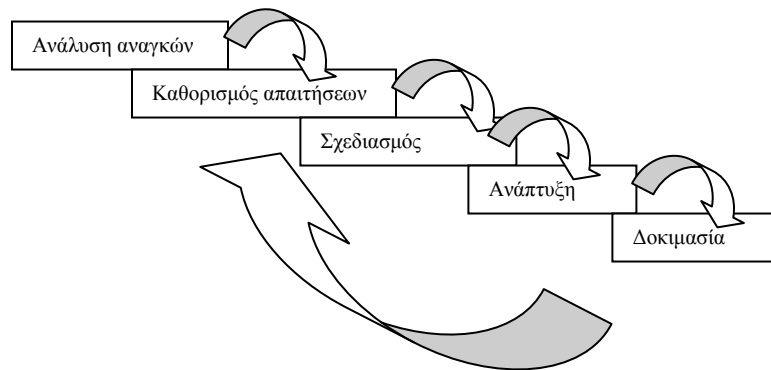 Ανάλυση αναγκών
Καθορισμός απαιτήσεων
Σχεδιασμός
Ανάπτυξη
Δοκιμασία